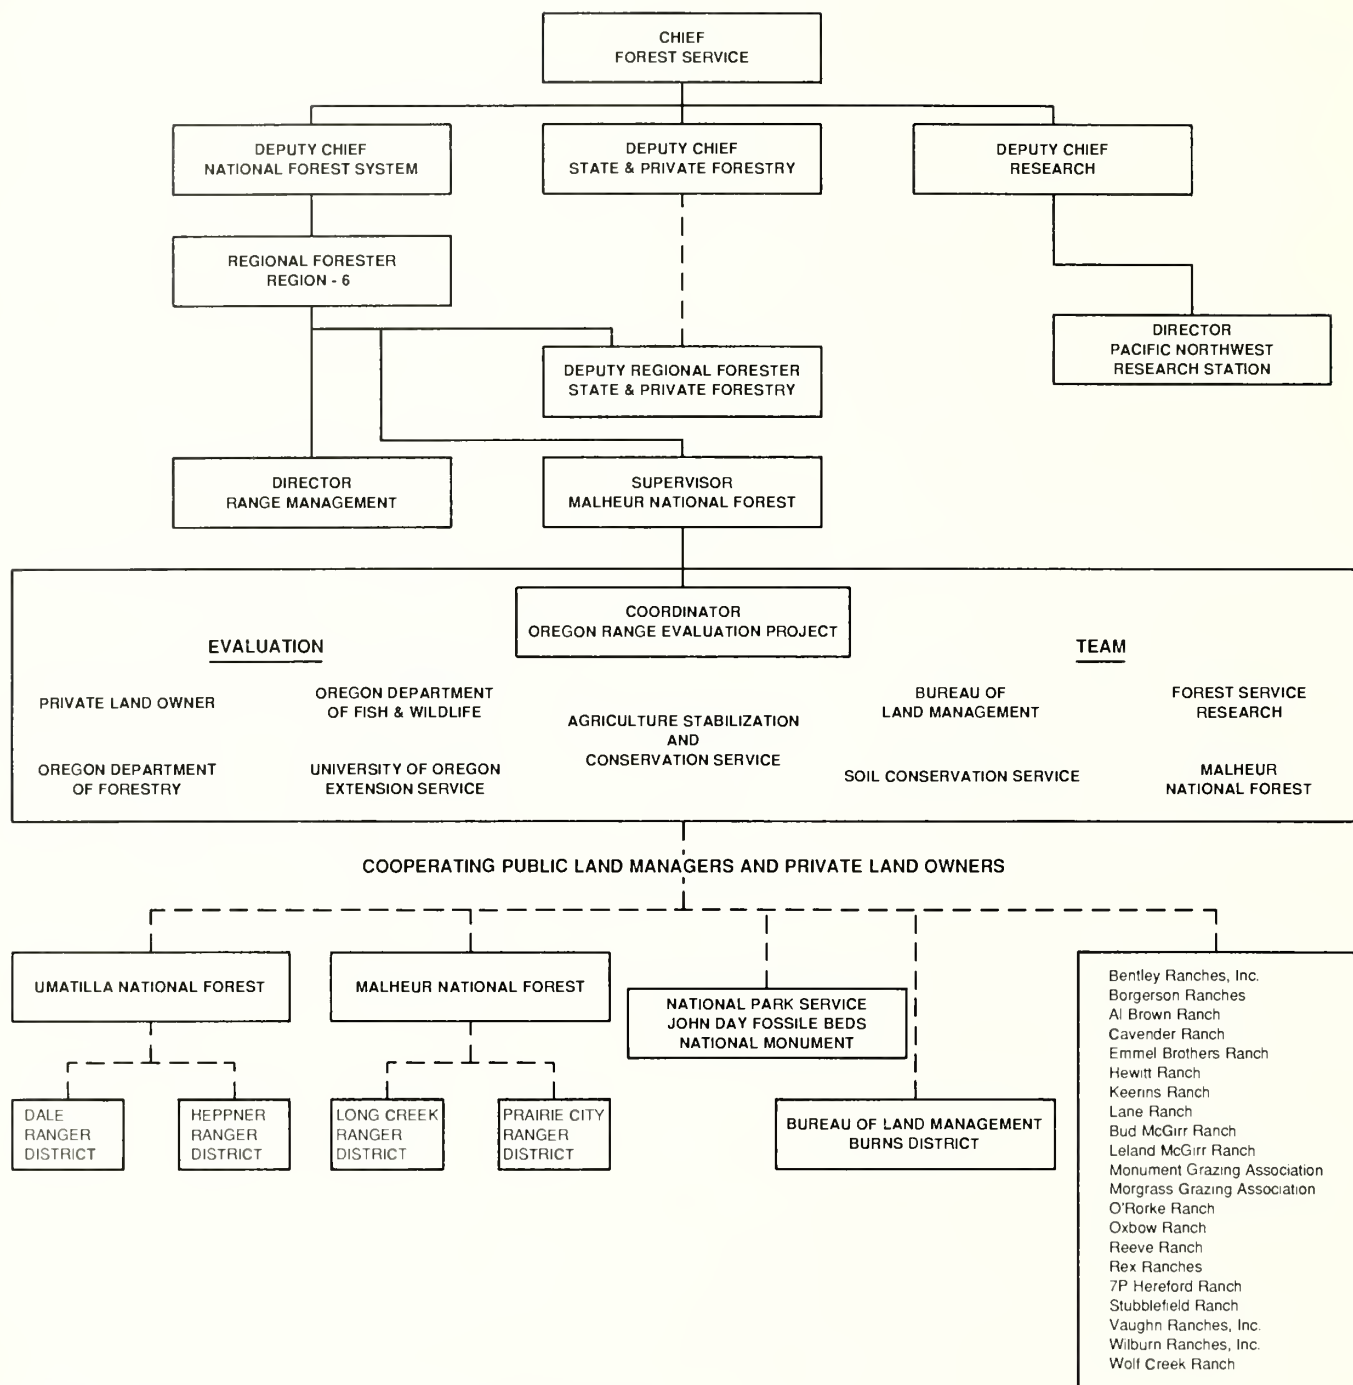 CHIEF
FOREST SERVICE
DEPUTY CHIEF
NATIONAL FOREST SYSTEM
DEPUTY CHIEF
STATE & PRIVATE FORESTRY
DEPUTY CHIEF
RESEARCH
REGIONAL FORESTER
REGION - 6
DIRECTOR
PACIFIC NORTHWEST
RESEARCH STATION
DEPUTY REGIONAL FORESTER
STATE & PRIVATE FORESTRY
DIRECTOR
RANGE MANAGEMENT
SUPERVISOR
MALHEUR NATIONAL FOREST
COORDINATOR
OREGON RANGE EVALUATION PROJECT
EVALUATION
TEAM
PRIVATE LAND OWNER
OREGON DEPARTMENT
OF FISH & WILDLIFE
AGRICULTURE STABILIZATION
AND
CONSERVATION SERVICE
BUREAU OF
LAND MANAGEMENT
FOREST SERVICE
RESEARCH
OREGON DEPARTMENT
OF FORESTRY
UNIVERSITY OF OREGON
EXTENSION SERVICE
SOIL CONSERVATION SERVICE
MALHEUR
NATIONAL FOREST
COOPERATING PUBLIC LAND MANAGERS AND PRIVATE LAND OWNERS
UMATILLA NATIONAL FOREST
MALHEUR NATIONAL FOREST
NATIONAL PARK SERVICE
JOHN DAY FOSSILE BEDS
NATIONAL MONUMENT
DALE
RANGER
DISTRICT
HEPPNER
RANGER
DISTRICT
LONG CREEK
RANGER
DISTRICT
PRAIRIE CITY
RANGER
DISTRICT
BUREAU OF LAND MANAGEMENT
BURNS DISTRICT
Bentley Ranches, Inc.
Borgerson Ranches
Al Brown Ranch
Cavender Ranch
Emmel Brothers Ranch
Hewitt Ranch
Keerins Ranch
Lane Ranch
Bud McGirr Ranch
Leland McGirr Ranch
Monument Grazing Association
Morgrass Grazing Association
O'Rorke Ranch
Oxbow Ranch
Reeve Ranch
Rex Ranches
7P Hereford Ranch
Stubblefield Ranch
Vaughn Ranches, Inc.
Wilburn Ranches, Inc.
Wolf Creek Ranch